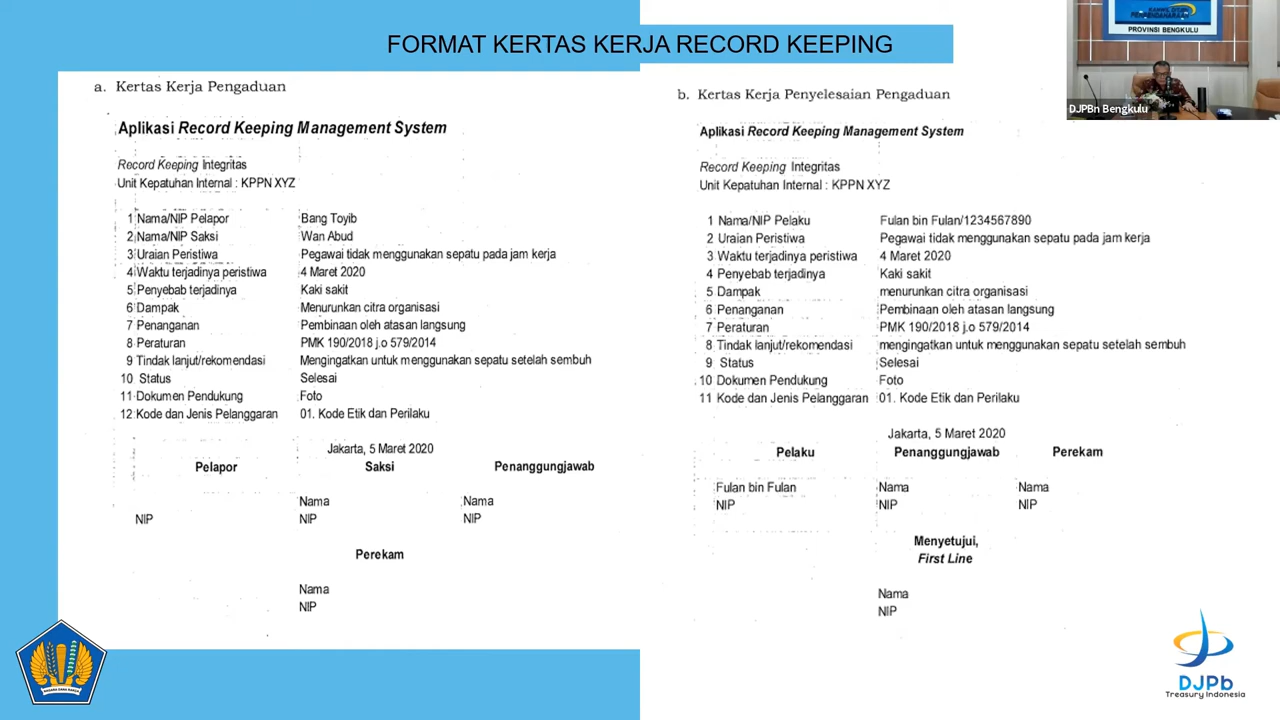 FORMAT KERTAS KERJA RECORD KEEPING
PROVINSI BENGKULU
DJPBn Bengkulu
a. Kertas Kerja Pengaduan
Aplikasi Record Keeping Management System
Record Keeping Integritas
Unit Kepatuhan Internal : KPPN XYZ
1 Nama/NIP Pelapor Bang Toyib
2 Nama/NIP Saksi Wan Abud
3 Uraian Peristiwa Pegawai tidak menggunakan sepatu pada jam kerja
4 Waktu terjadinya peristiwa 4 Maret 2020
5 Penyebab terjadinya Kaki sakit
6 Dampak Menurunkan citra organisasi
7 Penanganan Pembinaan oleh atasan langsung
8 Peraturan PMK 190/2018 j.o 579/2014
9 Tindak lanjut/rekomendasi Mengingatkan untuk menggunakan sepatu setelah sembuh
10 Status Selesai
11 Dokumen Pendukung Foto
12 Kode dan Jenis Pelanggaran 01. Kode Etik dan Perilaku
Jakarta, 5 Maret 2020
Pelapor Saksi Penanggungjawab
Nama Nama
NIP NIP NIP
Perekam
Nama
NIP
b. Kertas Kerja Penyelesaian Pengaduan
Aplikasi Record Keeping Management System
Record Keeping Integritas
Unit Kepatuhan Internal : KPPN XYZ
1 Nama/NIP Pelaku Fulan bin Fulan/1234567890
2 Uraian Peristiwa Pegawai tidak menggunakan sepatu pada jam kerja
3 Waktu terjadinya peristiwa 4 Maret 2020
4 Penyebab terjadinya Kaki sakit
5 Dampak menurunkan citra organisasi
6 Penanganan Pembinaan oleh atasan langsung
7 Peraturan PMK 190/2018 j.o 579/2014
8 Tindak lanjut/rekomendasi mengingatkan untuk menggunakan sepatu setelah sembuh
9 Status Selesai
10 Dokumen Pendukung Foto
11 Kode dan Jenis Pelanggaran 01. Kode Etik dan Perilaku
Jakarta, 5 Maret 2020
Pelaku Penanggungjawab Perekam
Fulan bin Fulan Nama Nama
NIP NIP NIP
Menyetujui,
First Line
Nama
NIP
DJPb
Treasury Indonesia